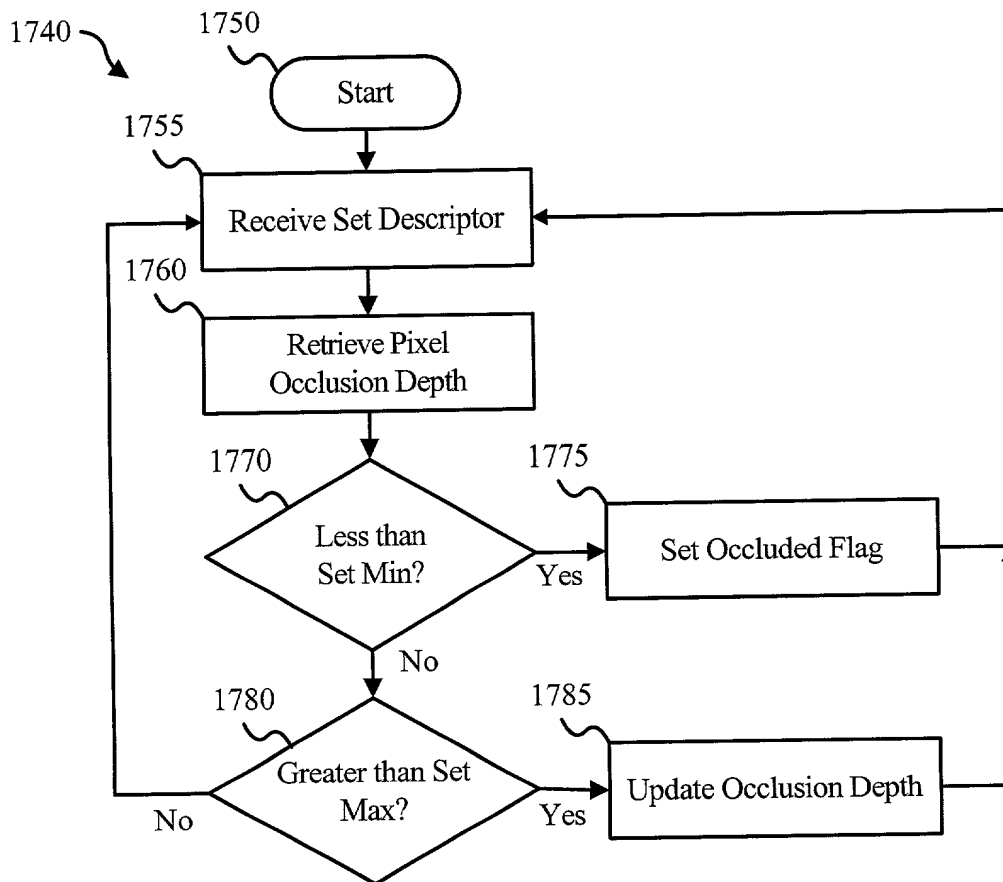 1740
1750
Start
1755
Receive Set Descriptor
1760
Retrieve Pixel
Occlusion Depth
1770
Less than
Set Min?
Yes
1775
Set Occluded Flag
No
1780
Greater than Set
Max?
No
Yes
1785
Update Occlusion Depth